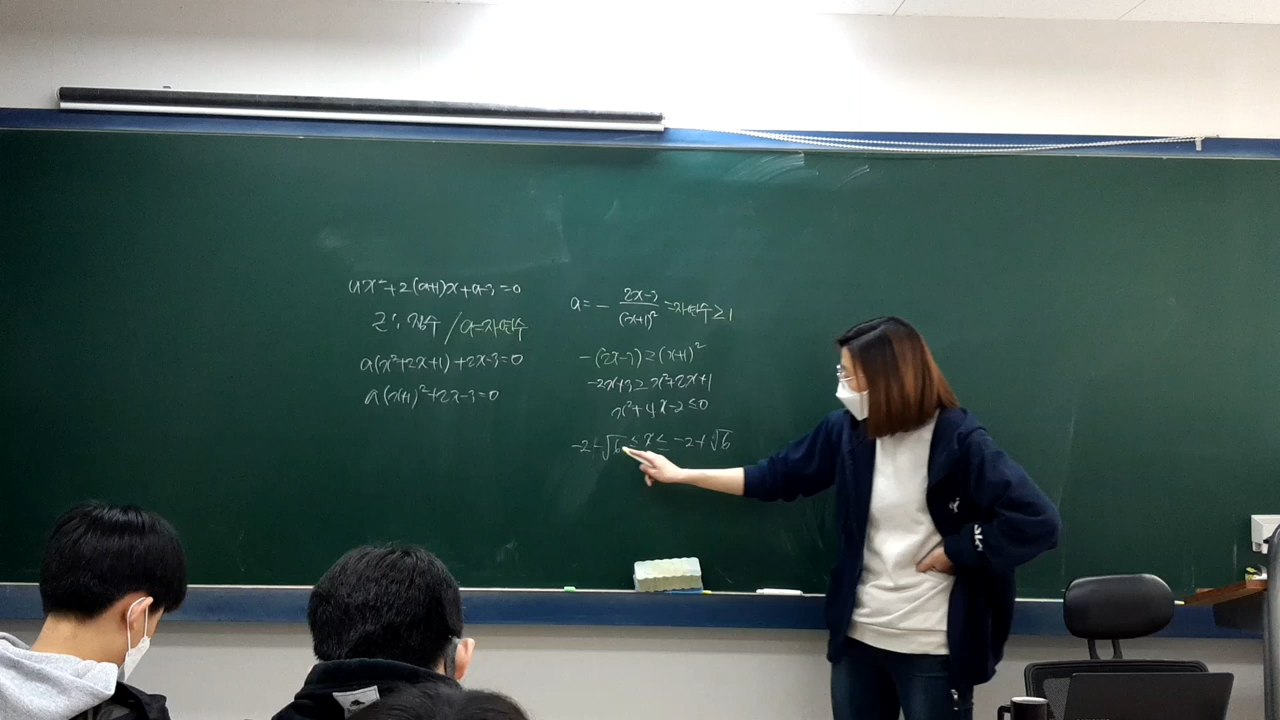 ax²+2(a+1)x+a-3=0
근: 정수 / a=자연수
a(x²+2x+1)+2x-3=0
a(x+1)²+2x-3=0
a=-\frac{2x-3}{(x+1)²}=자연수≥1
-(2x-3)≥(x+1)²
-2x+3≥x²+2x+1
x²+4x-2≤0
-2-√6≤x≤-2+√6